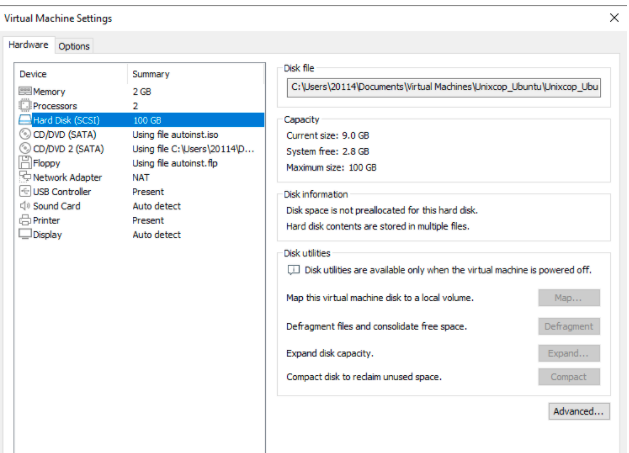 Virtual Machine Settings
Hardware Options
Device Summary
Memory 2 GB
Processors 2
Hard Disk (SCSI) 100 GB
CD/DVD (SATA) Using file autoinst.iso
CD/DVD 2 (SATA) Using file C:\Users\20114\D...
Floppy Using file autoinst.flp
Network Adapter NAT
USB Controller Present
Sound Card Auto detect
Printer Present
Display Auto detect
Disk file
C:\Users\20114\Documents\Virtual Machines\Unixcop_Ubuntu\Unixcop_Ubu
Capacity
Current size: 9.0 GB
System free: 2.8 GB
Maximum size: 100 GB
Disk information
Disk space is not preallocated for this hard disk.
Hard disk contents are stored in multiple files.
Disk utilities
Disk utilities are available only when the virtual machine is powered off.
Map this virtual machine disk to a local volume. Map...
Defragment files and consolidate free space. Defragment
Expand disk capacity. Expand...
Compact disk to reclaim unused space. Compact
Advanced...